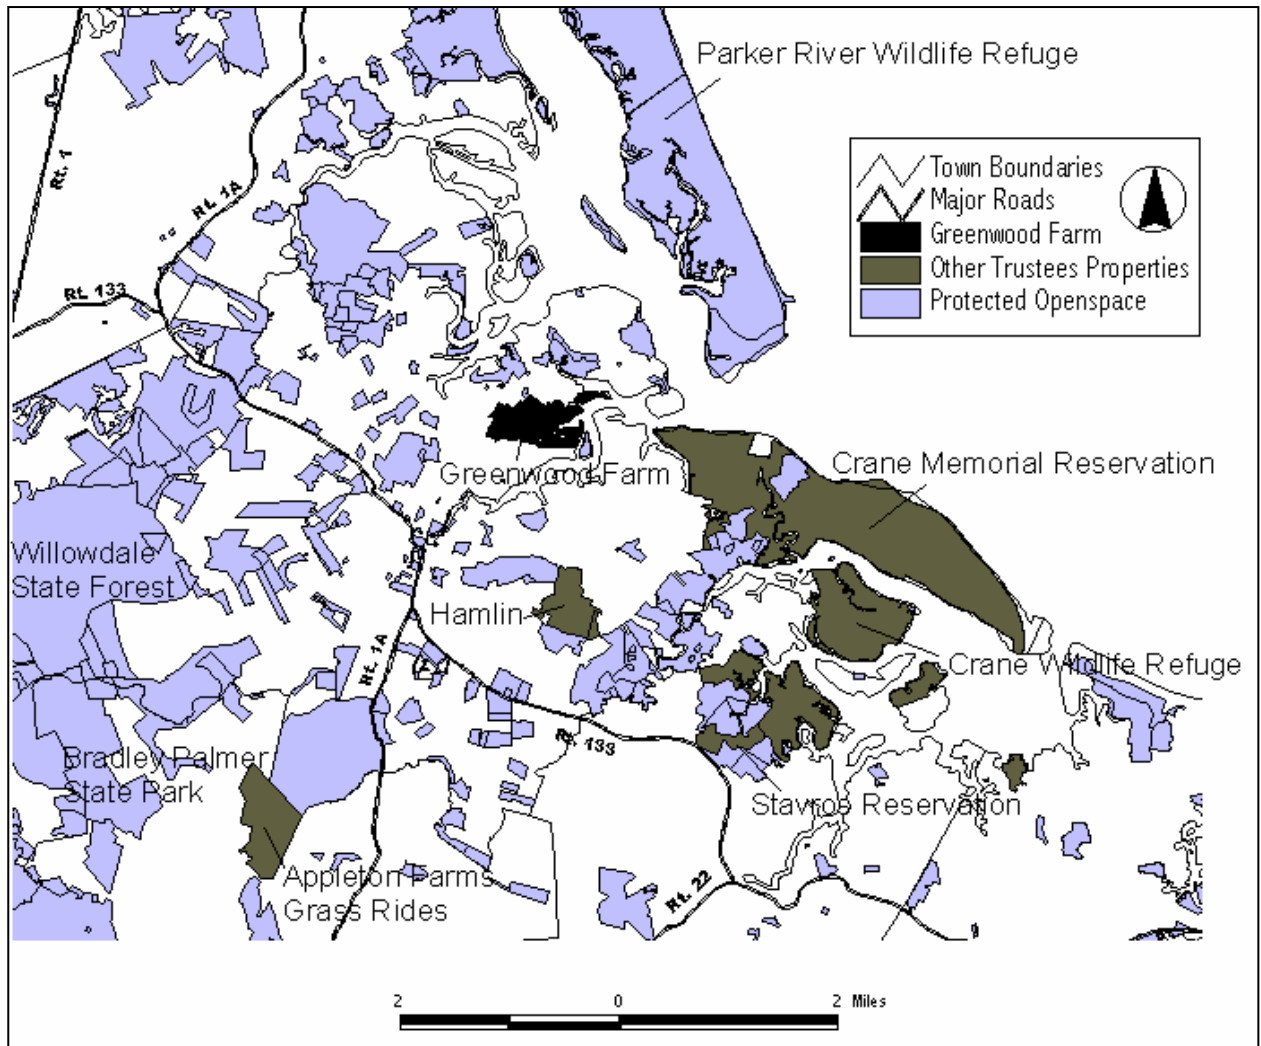 Parker River Wildlife Refuge
Town Boundaries
Major Roads
Greenwood Farm
Other Trustees Properties
Protected Openspace
Rt. 1
Rt. 1A
Rt. 133
Greenwood Farm
Crane Memorial Reservation
Willowdale
State Forest
Hamlin
Rt. 1A
Crane Wildlife Refuge
Rt. 133
Bradley Palmer
State Park
Stavros Reservation
Appleton Farms
Grass Rides
Rt. 22
2 0 2 Miles